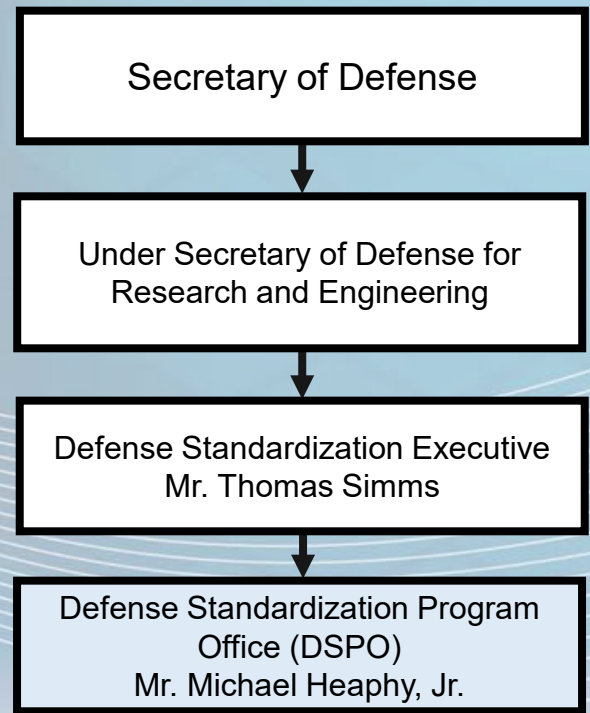 Secretary of Defense
Under Secretary of Defense for
Research and Engineering
Defense Standardization Executive
Mr. Thomas Simms
Defense Standardization Program
Office (DSPO)
Mr. Michael Heaphy, Jr.